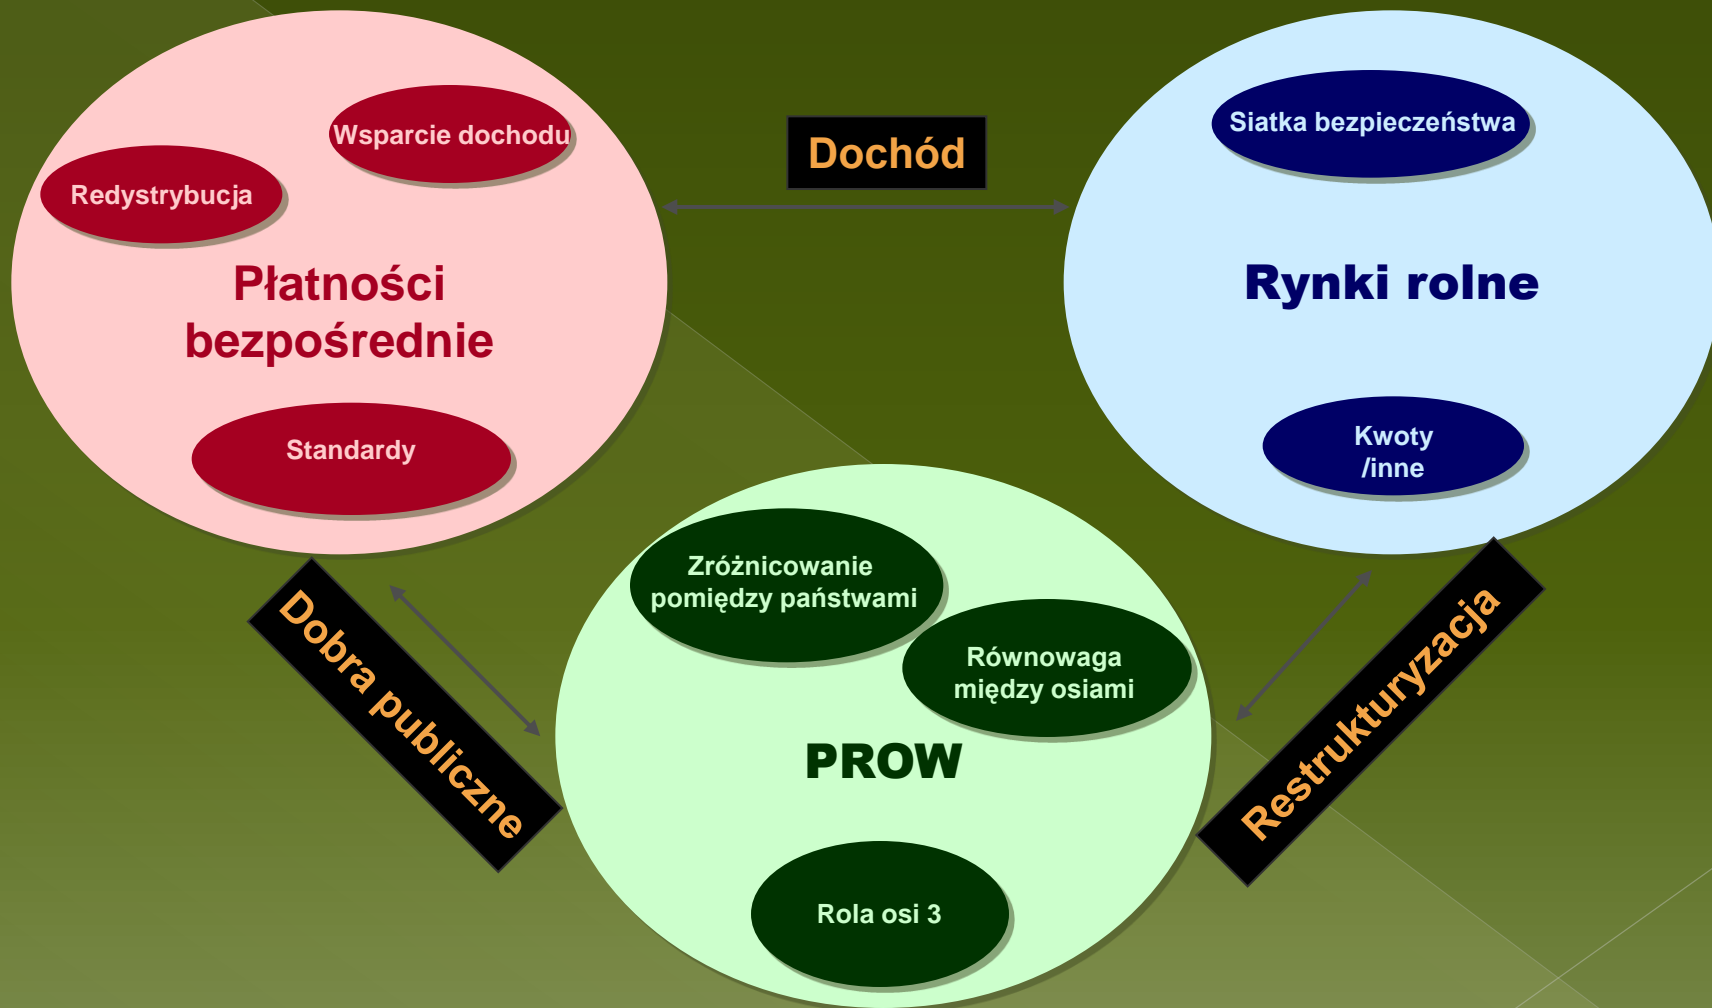 Wsparcie dochodu
Redystrybucja
Płatności
bezpośrednie
Standardy
Dochód
Siatka bezpieczeństwa
Rynki rolne
Kwoty
/inne
Dobra publiczne
Zróżnicowanie
pomiędzy państwami
Równowaga
między osiami
PROW
Rola osi 3
Restrukturyzacja